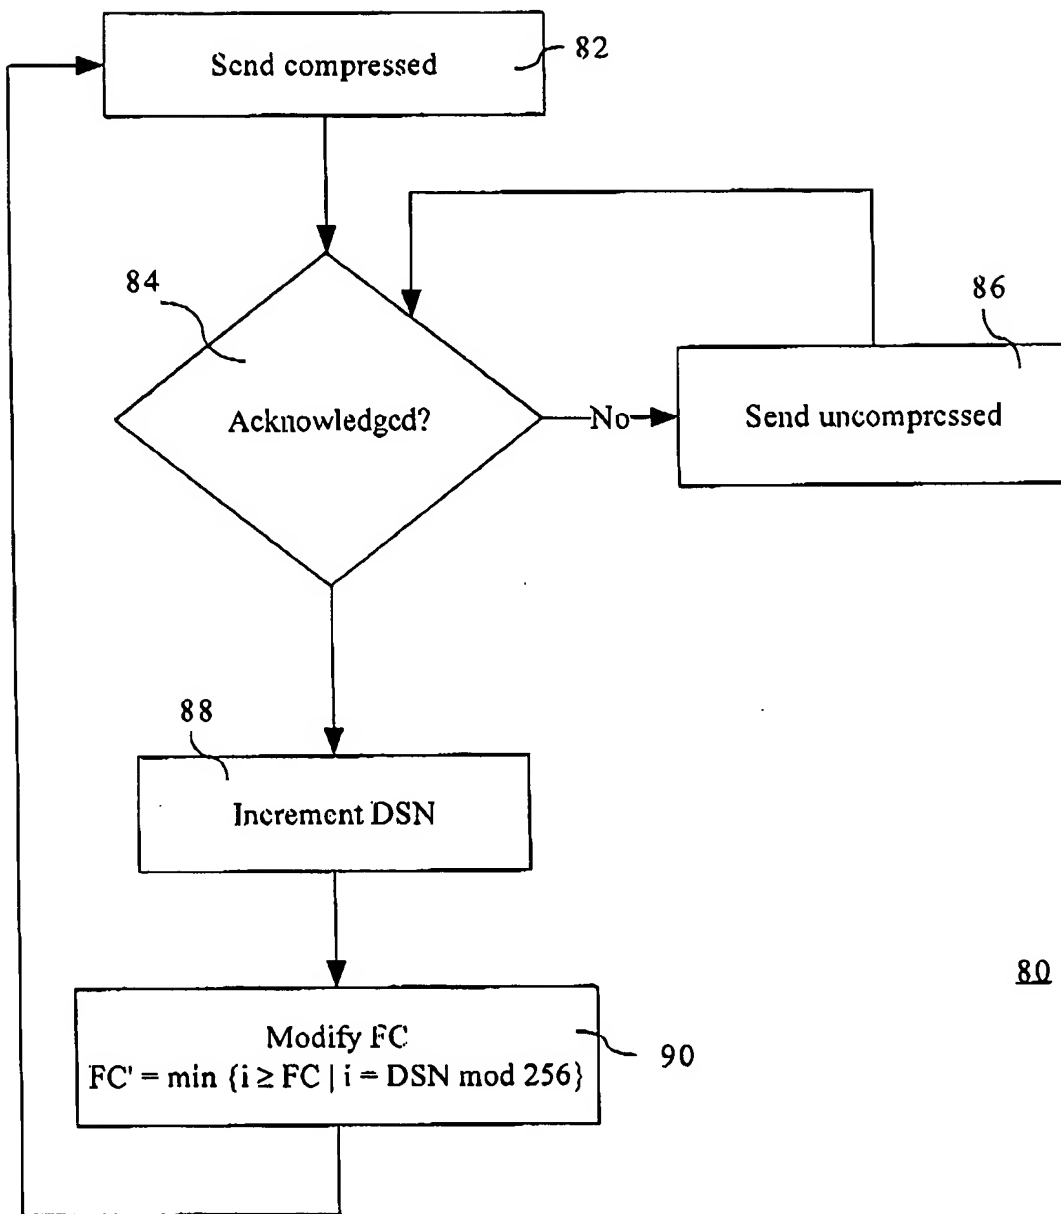 Send compressed
82
84
86
Acknowledged?
No
Send uncompressed
88
Increment DSN
80
Modify FC
FC' = min {i ≥ FC | i = DSN mod 256}
90